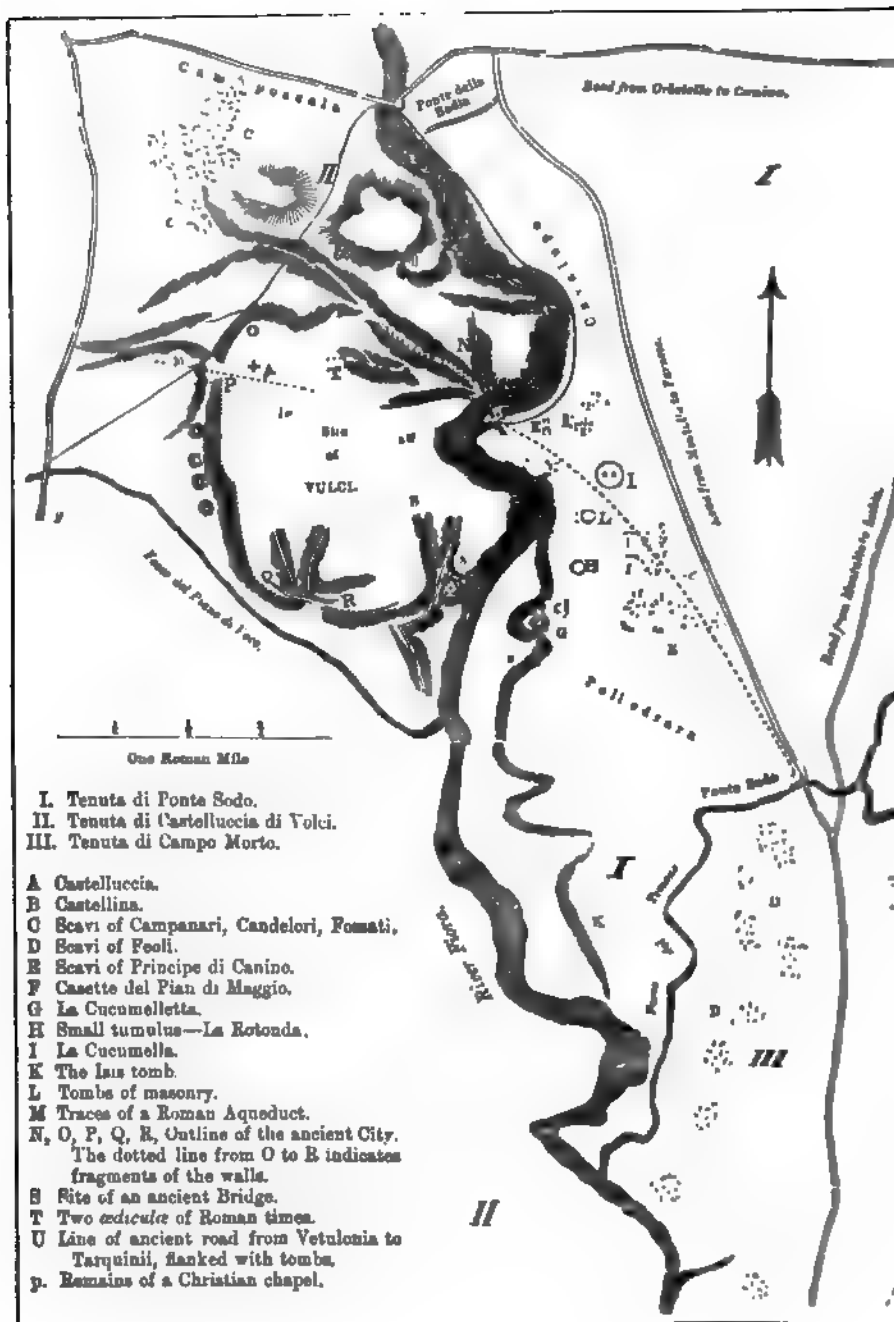 Ponte della
Badia
Road from Orbetello to Canino.
I
II
C
C
N
O
A
P
T
Site
of
VULCI.
B
I
L
H
G
R
K
Polledrara
One Roman Mile
Ponte Sodo
I
River Fiora.
D
D
III
II
I. Tenuta di Ponte Sodo.
II. Tenuta di Castelluccia di Volci.
III. Tenuta di Campo Morto.
A Castelluccia.
B Castellina.
C Scavi of Campanari, Candelori, Fossati.
D Scavi of Feoli.
E Scavi of Principe di Canino.
F Casette del Pian di Maggio.
G La Cucumelletta.
H Small tumulus—La Rotonda.
I La Cucumella.
K The Isis tomb.
L Tombs of masonry.
M Traces of a Roman Aqueduct.
N, O, P, Q, R, Outline of the ancient City.
The dotted line from O to R indicates
fragments of the walls.
S Site of an ancient Bridge.
T Two ædiculæ of Roman times.
U Line of ancient road from Vetulonia to
Tarquinii, flanked with tombs.
p. Remains of a Christian chapel.